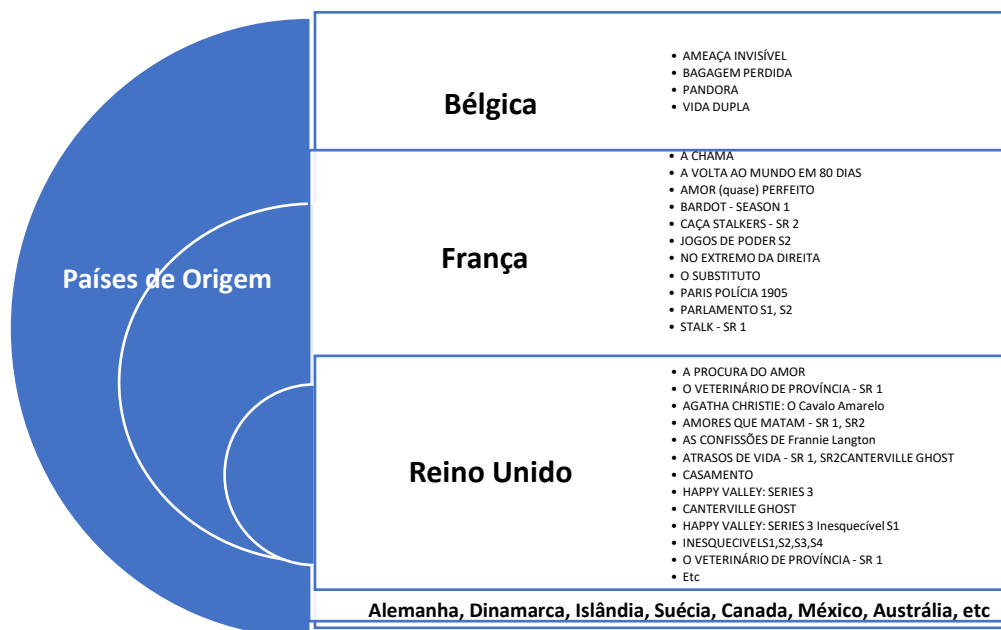 Países de Origem
Bélgica
• AMEAÇA INVISÍVEL
• BAGAGEM PERDIDA
• PANDORA
• VIDA DUPLA
França
• A CHAMA
• A VOLTA AO MUNDO EM 80 DIAS
• AMOR (quase) PERFEITO
• BARDOT - SEASON 1
• CAÇA STALKERS - SR 2
• JOGOS DE PODER S2
• NO EXTREMO DA DIREITA
• O SUBSTITUTO
• PARIS POLÍCIA 1905
• PARLAMENTO S1, S2
• STALK - SR 1
Reino Unido
• A PROCURA DO AMOR
• O VETERINÁRIO DE PROVÍNCIA - SR 1
• AGATHA CHRISTIE: O Cavalo Amarelo
• AMORES QUE MATAM - SR 1, SR2
• AS CONFISSÕES DE Frannie Langton
• ATRASOS DE VIDA - SR 1, SR2CANTERVILLE GHOST
• CASAMENTO
• HAPPY VALLEY: SERIES 3
• CANTERVILLE GHOST
• HAPPY VALLEY: SERIES 3 Inesquecível S1
• INESQUECIVELS1,S2,S3,S4
• O VETERINÁRIO DE PROVÍNCIA - SR 1
• Etc
Alemanha, Dinamarca, Islândia, Suécia, Canada, México, Austrália, etc